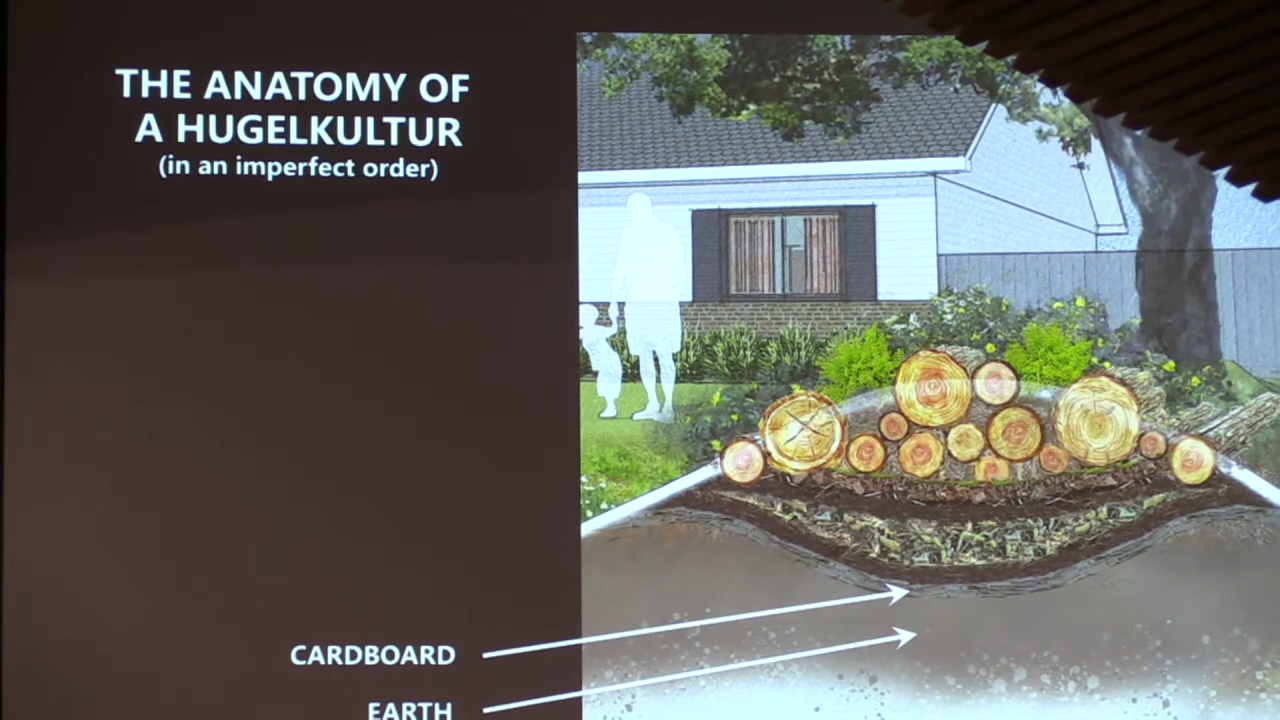 THE ANATOMY OF
A HUGELKULTUR
(in an imperfect order)
CARDBOARD
EARTH